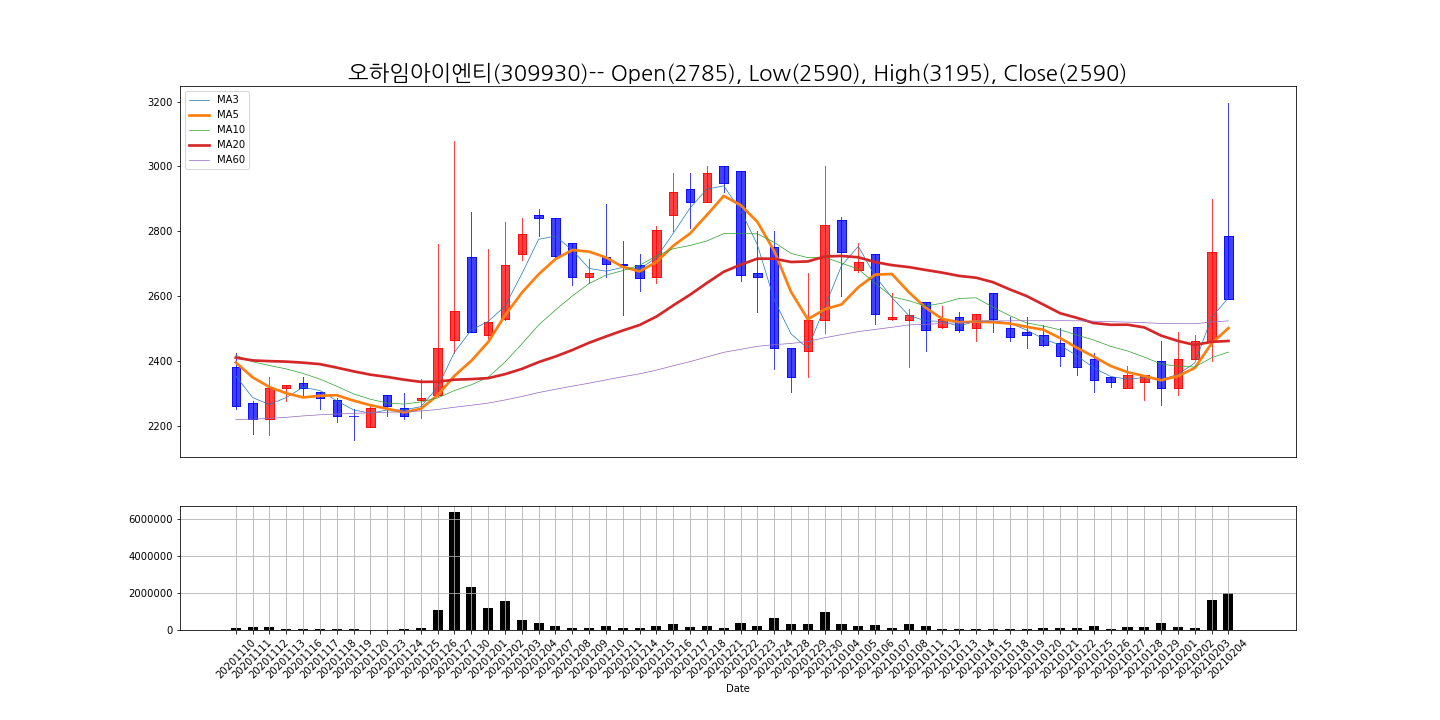 오하임아이엔티(309930)-- Open(2785), Low(2590), High(3195), Close(2590)
MA3
MA5
MA10
MA20
MA60
3200
3000
2800
2600
2400
2200
6000000
4000000
2000000
0
20201110 20201111 20201112 20201113 20201116 20201117 20201118 20201119 20201120 20201124 20201125 20201126 20201127 20201130 20201201 20201202 20201203 20201204 20201207 20201208 20201209 20201210 20201211 20201214 20201215 20201216 20201217 20201218 20201221 20201222 20201223 20201224 20201228 20201229 20201230 20210104 20210105 20210106 20210107 20210108 20210111 20210112 20210113 20210114 20210115 20210118 20210119 20210120 20210121 20210122 20210125 20210126 20210127 20210128 20210129 20210201 20210202 20210203 20210204
Date